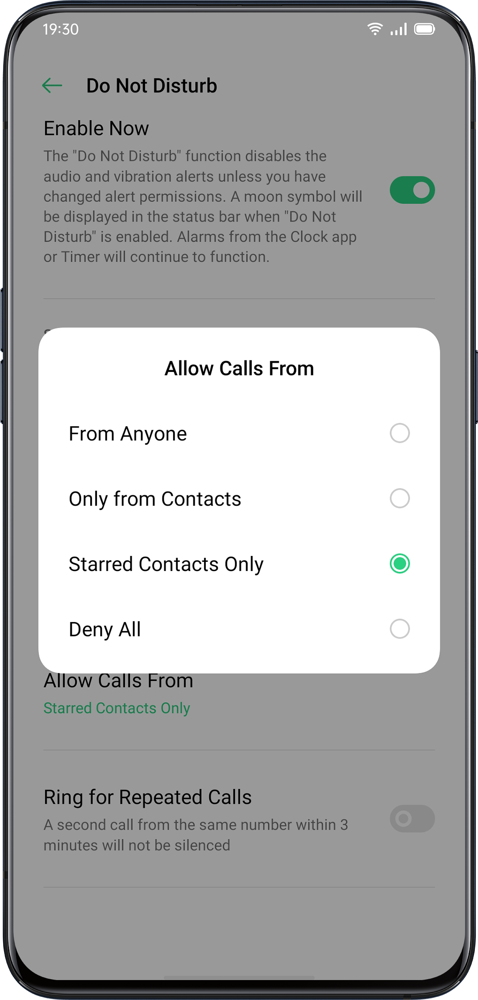 19:30
Do Not Disturb
Enable Now
The "Do Not Disturb" function disables the
audio and vibration alerts unless you have
changed alert permissions. A moon symbol will
be displayed in the status bar when "Do Not
Disturb" is enabled. Alarms from the Clock app
or Timer will continue to function.
Allow Calls From
From Anyone
Only from Contacts
Starred Contacts Only
Deny All
Allow Calls From
Starred Contacts Only
Ring for Repeated Calls
A second call from the same number within 3
minutes will not be silenced